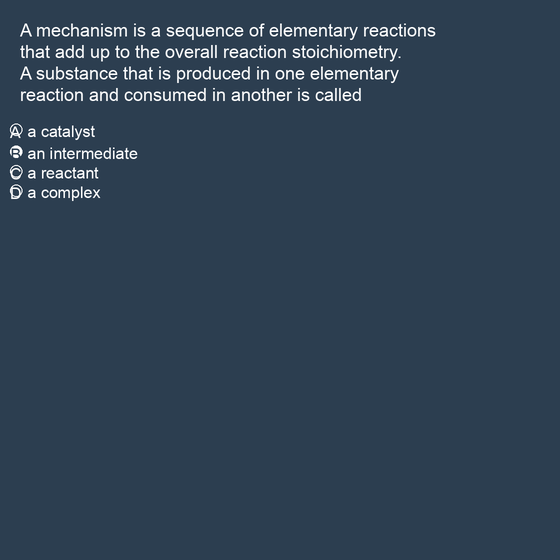 A mechanism is a sequence of elementary reactions
that add up to the overall reaction stoichiometry.
A substance that is produced in one elementary
reaction and consumed in another is called
A a catalyst
B an intermediate
C a reactant
D a complex